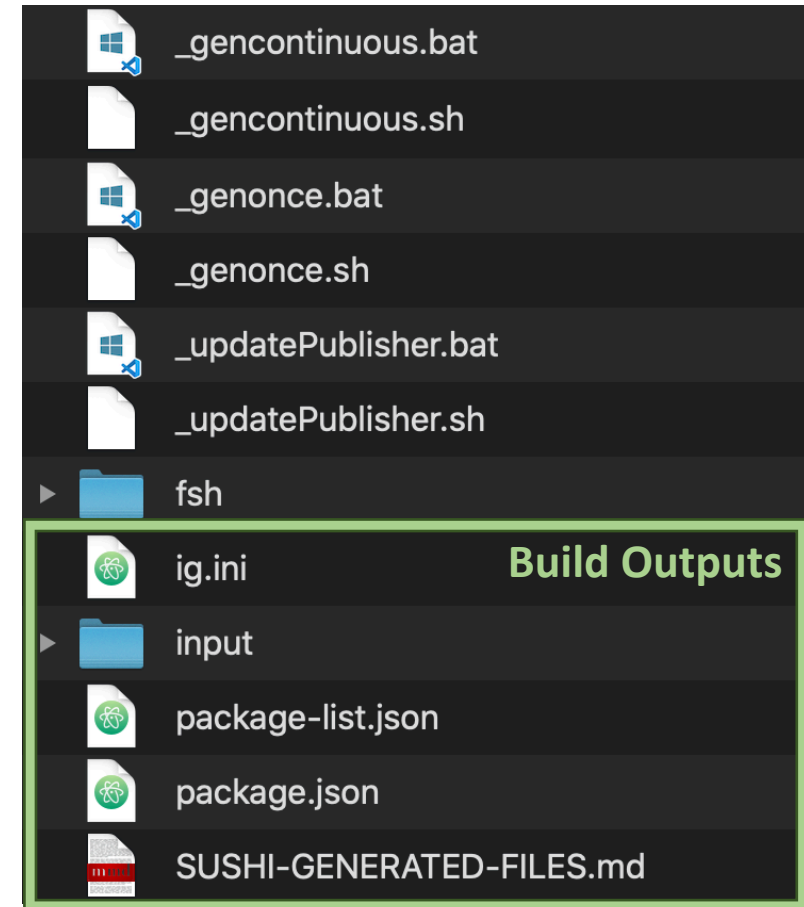 _gencontinuous.bat
_gencontinuous.sh
_genonce.bat
_genonce.sh
_updatePublisher.bat
_updatePublisher.sh
fsh
ig.ini Build Outputs
input
package-list.json
package.json
SUSHI-GENERATED-FILES.md